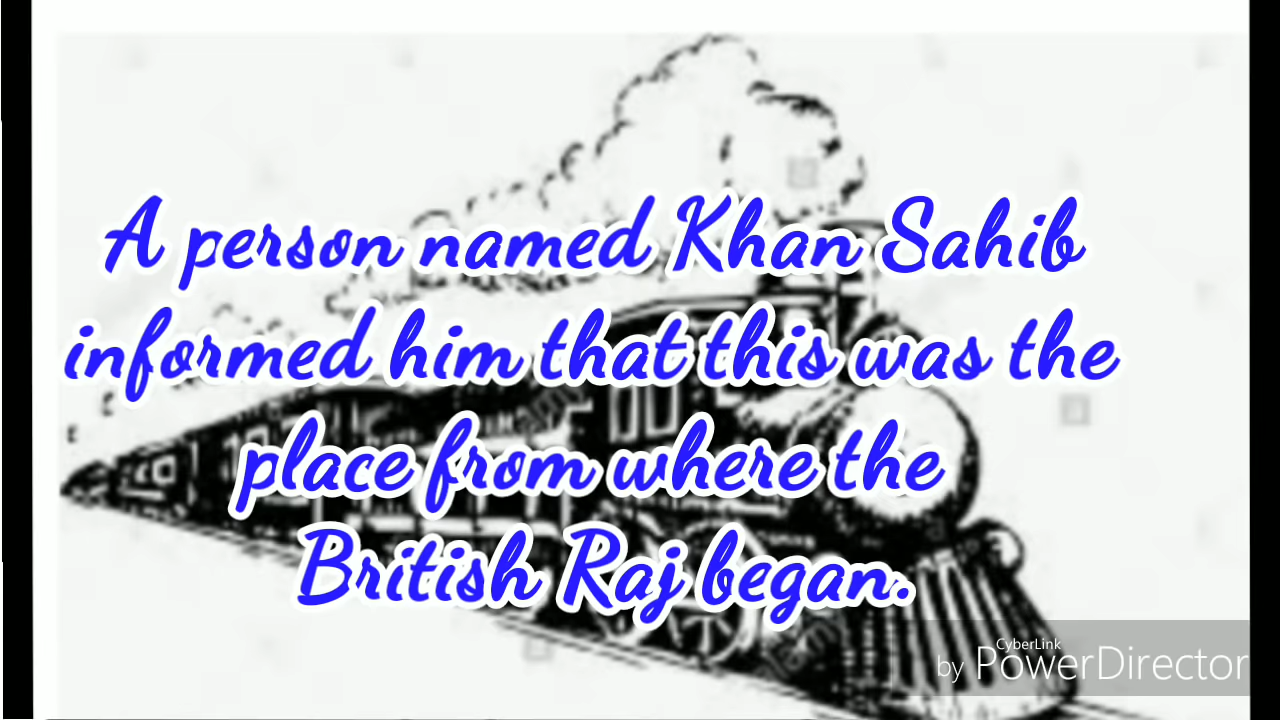 A person named Khan Sahib
informed him that this was the
place from where the
British Raj began.
CyberLink
by PowerDirector